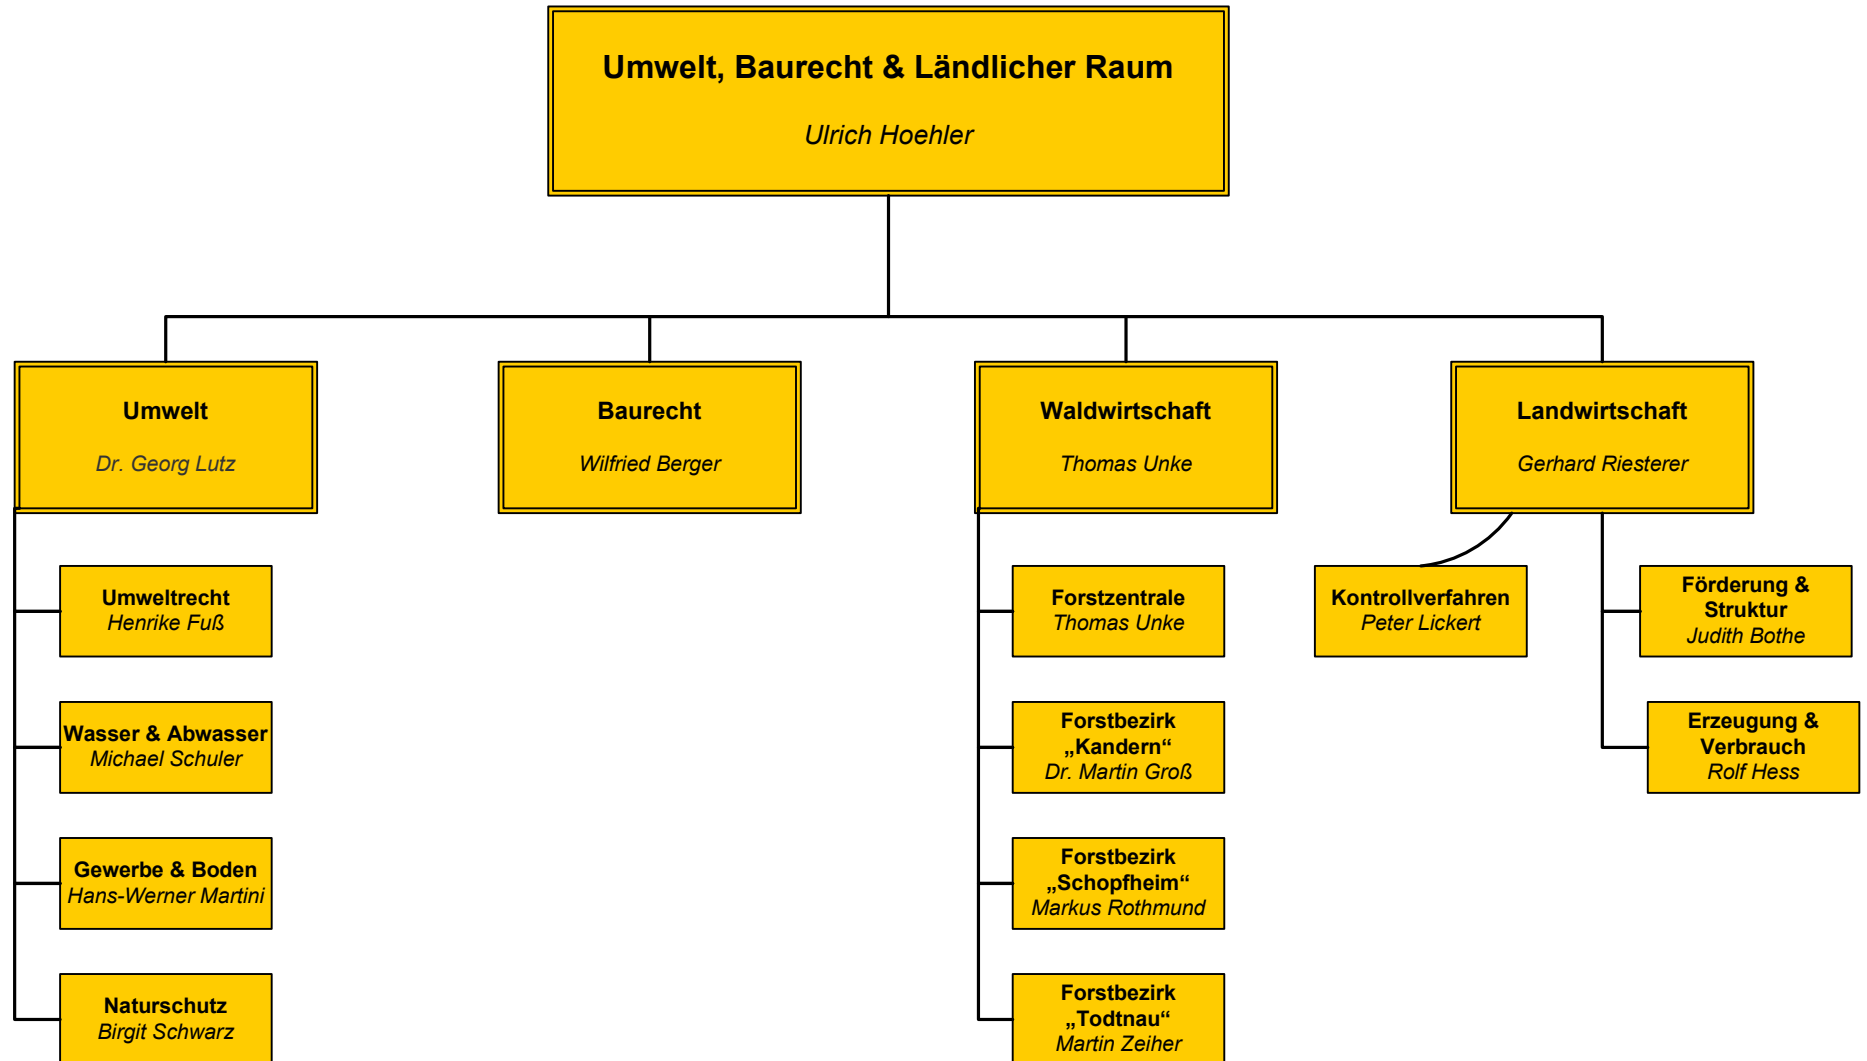 Umwelt, Baurecht & Ländlicher Raum
Ulrich Hoehler
Umwelt
Dr. Georg Lutz
Baurecht
Wilfried Berger
Waldwirtschaft
Thomas Unke
Landwirtschaft
Gerhard Riesterer
Umweltrecht
Henrike Fuß
Wasser & Abwasser
Michael Schuler
Gewerbe & Boden
Hans-Werner Martini
Naturschutz
Birgit Schwarz
Forstzentrale
Thomas Unke
Forstbezirk
„Kandern“
Dr. Martin Groß
Forstbezirk
„Schopfheim“
Markus Rothmund
Forstbezirk
„Todtnau“
Martin Zeiher
Kontrollverfahren
Peter Lickert
Förderung &
Struktur
Judith Bothe
Erzeugung &
Verbrauch
Rolf Hess